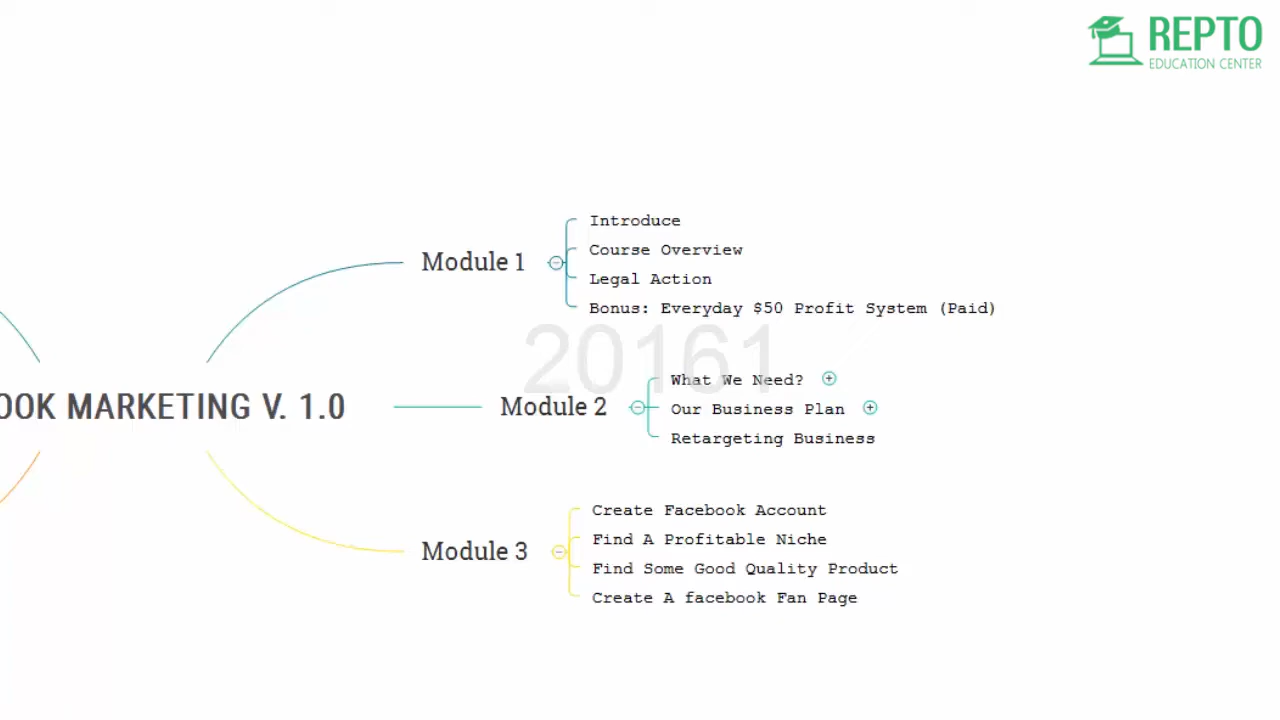 REPTO
EDUCATION CENTER
Introduce
Course Overview
Module 1
Legal Action
Bonus: Everyday $50 Profit System (Paid)
20161
What We Need?
OOK MARKETING V. 1.0
Module 2
Our Business Plan
Retargeting Business
Create Facebook Account
Find A Profitable Niche
Module 3
Find Some Good Quality Product
Create A facebook Fan Page